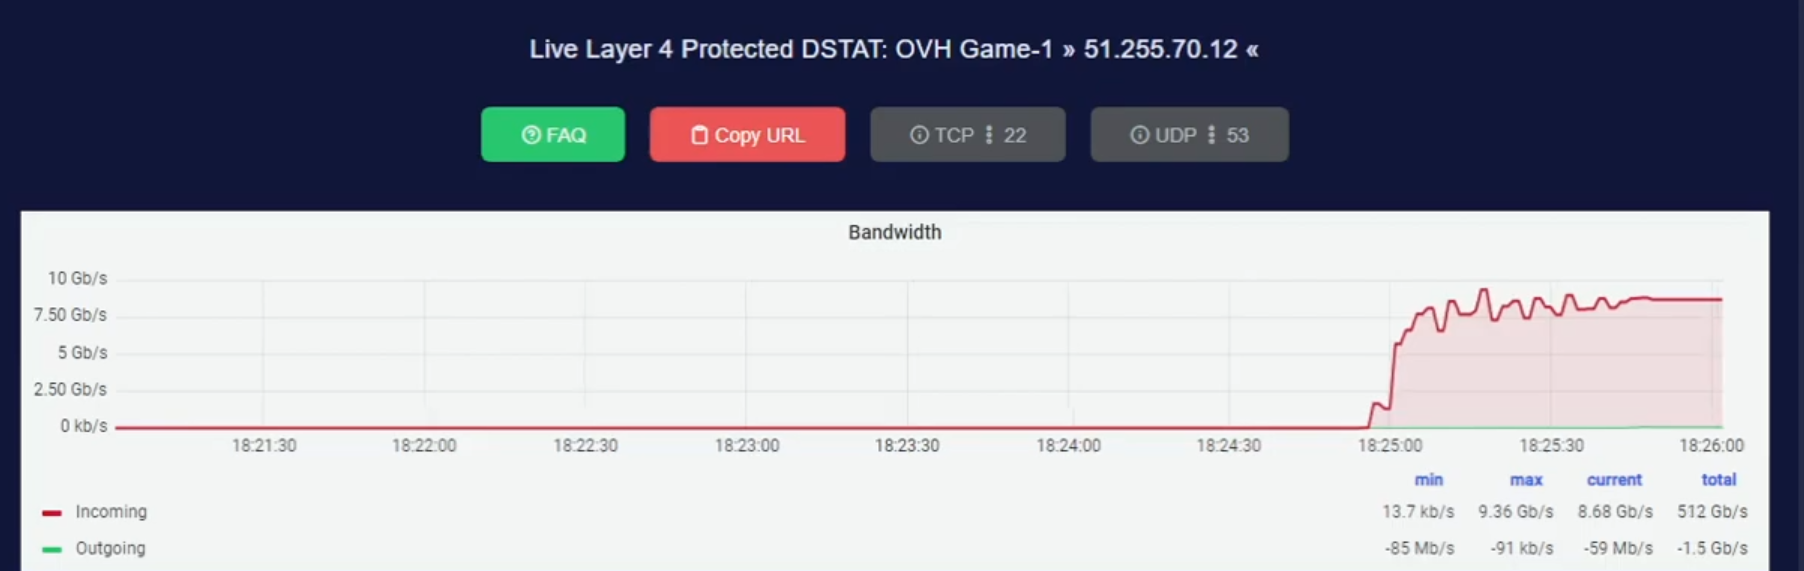 Live Layer 4 Protected DSTAT: OVH Game-1 » 51.255.70.12 «
FAQ Copy URL TCP ⋮ 22 UDP ⋮ 53
Bandwidth
10 Gb/s
7.50 Gb/s
5 Gb/s
2.50 Gb/s
0 kb/s
18:21:30 18:22:00 18:22:30 18:23:00 18:23:30 18:24:00 18:24:30 18:25:00 18:25:30 18:26:00
min max current total
Incoming 13.7 kb/s 9.36 Gb/s 8.68 Gb/s 512 Gb/s
Outgoing -85 Mb/s -91 kb/s -59 Mb/s -1.5 Gb/s